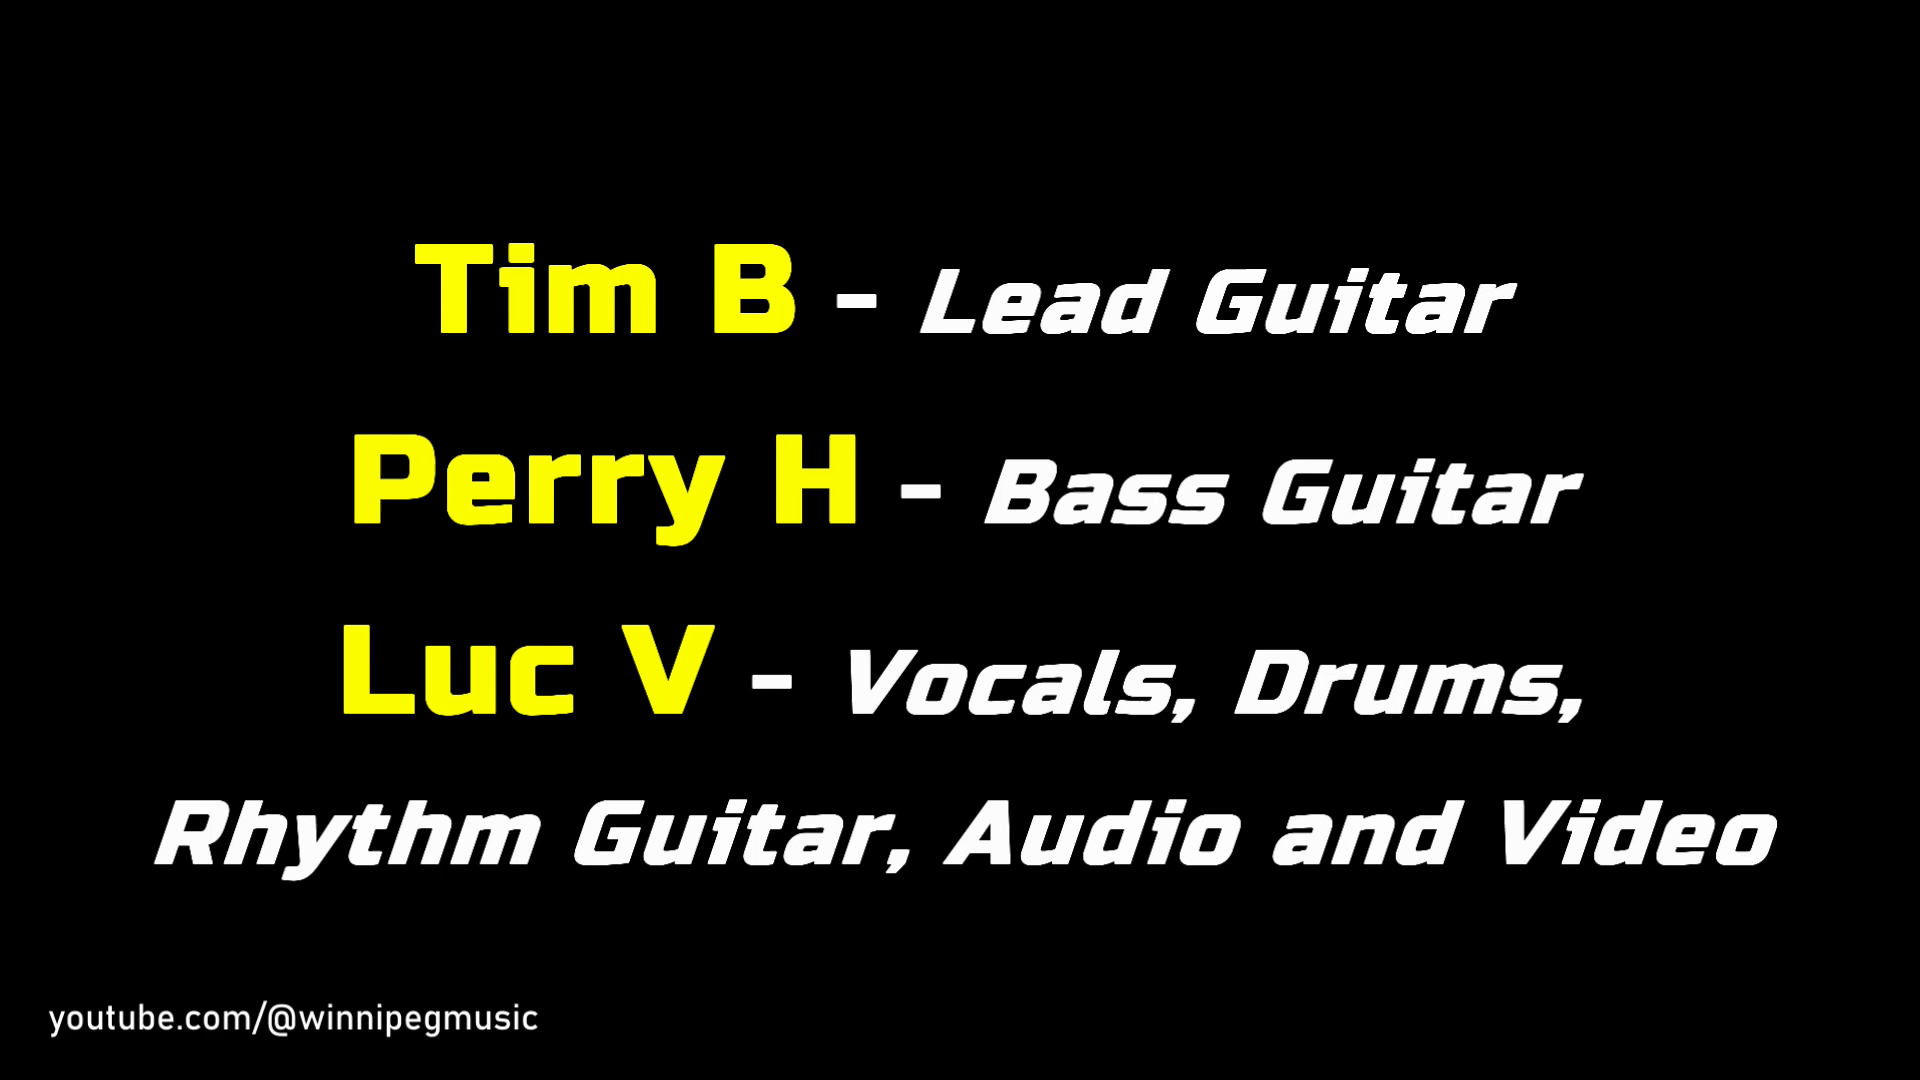 Tim B - Lead Guitar
Perry H - Bass Guitar
Luc V - Vocals, Drums,
Rhythm Guitar, Audio and Video
youtube.com/@winnipegmusic